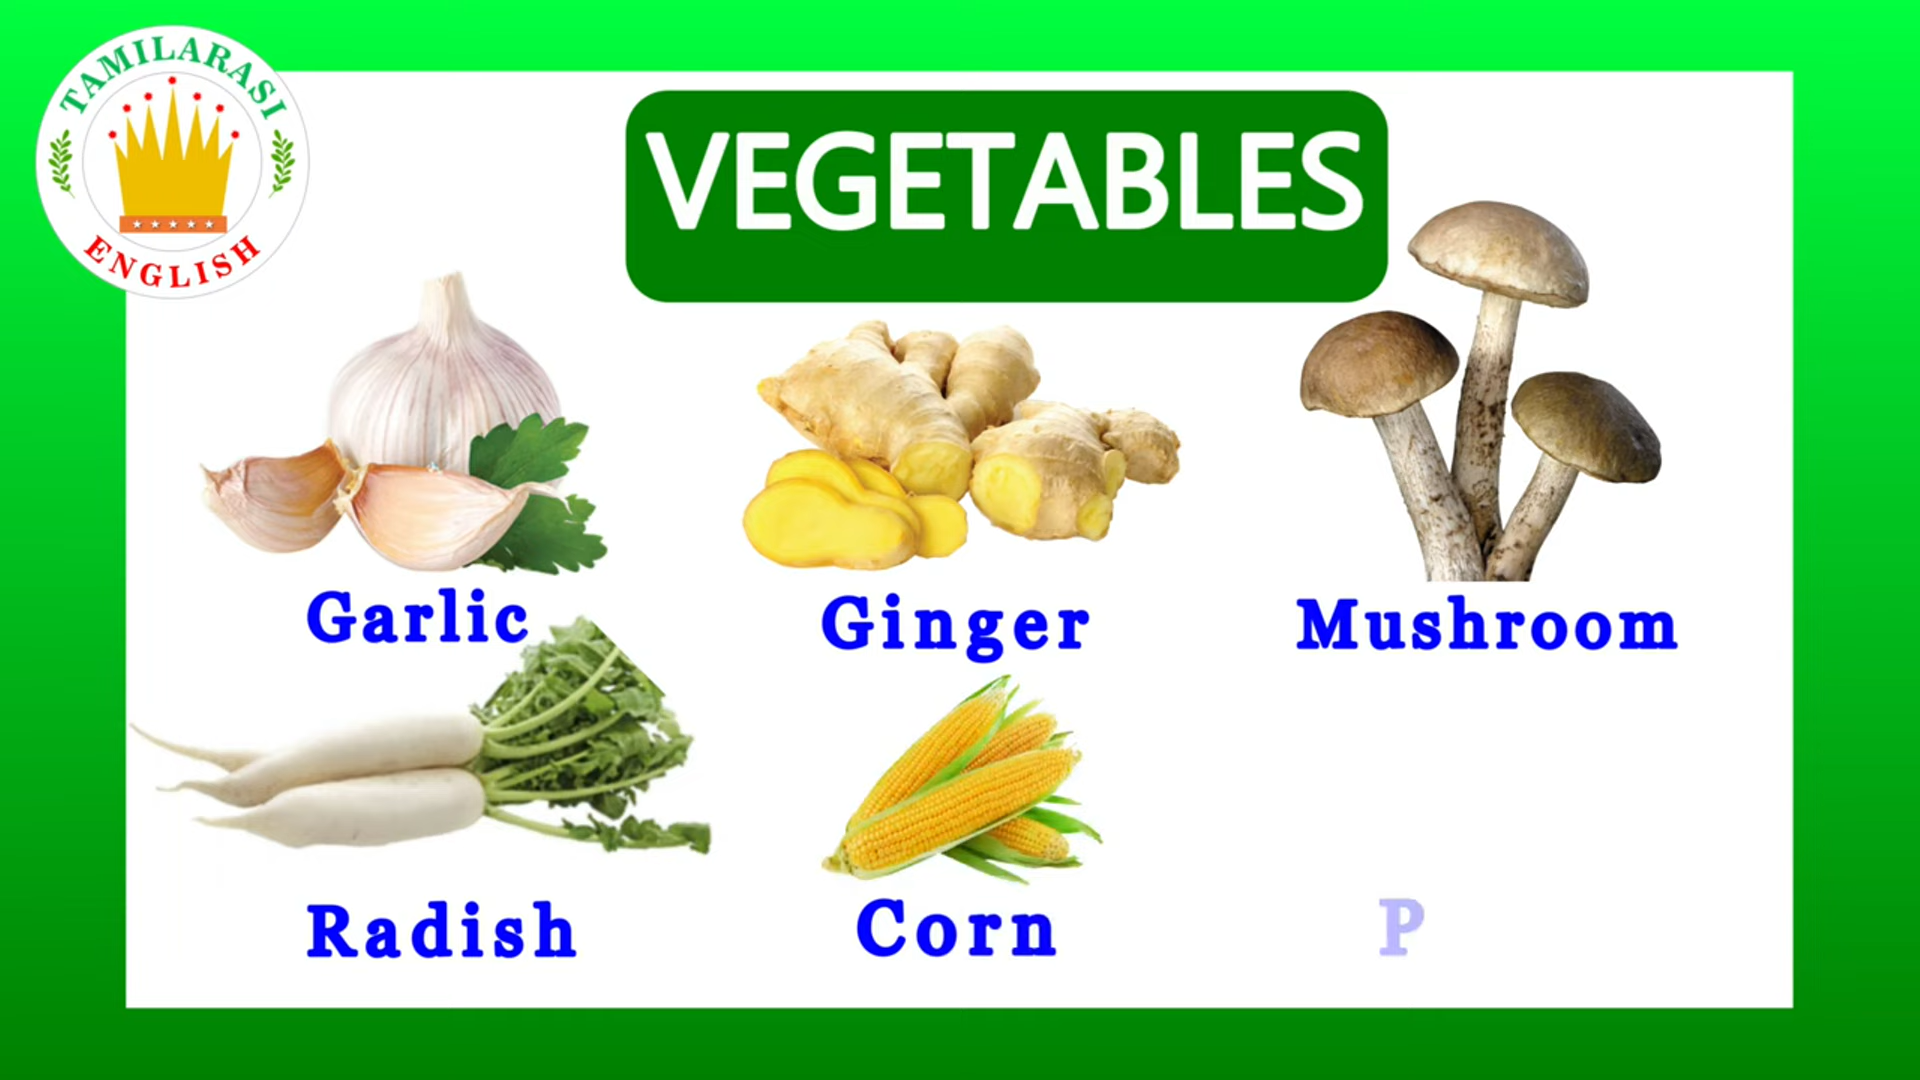 TAMILARASI
ENGLISH
VEGETABLES
Garlic
Ginger
Mushroom
Radish
Corn
P